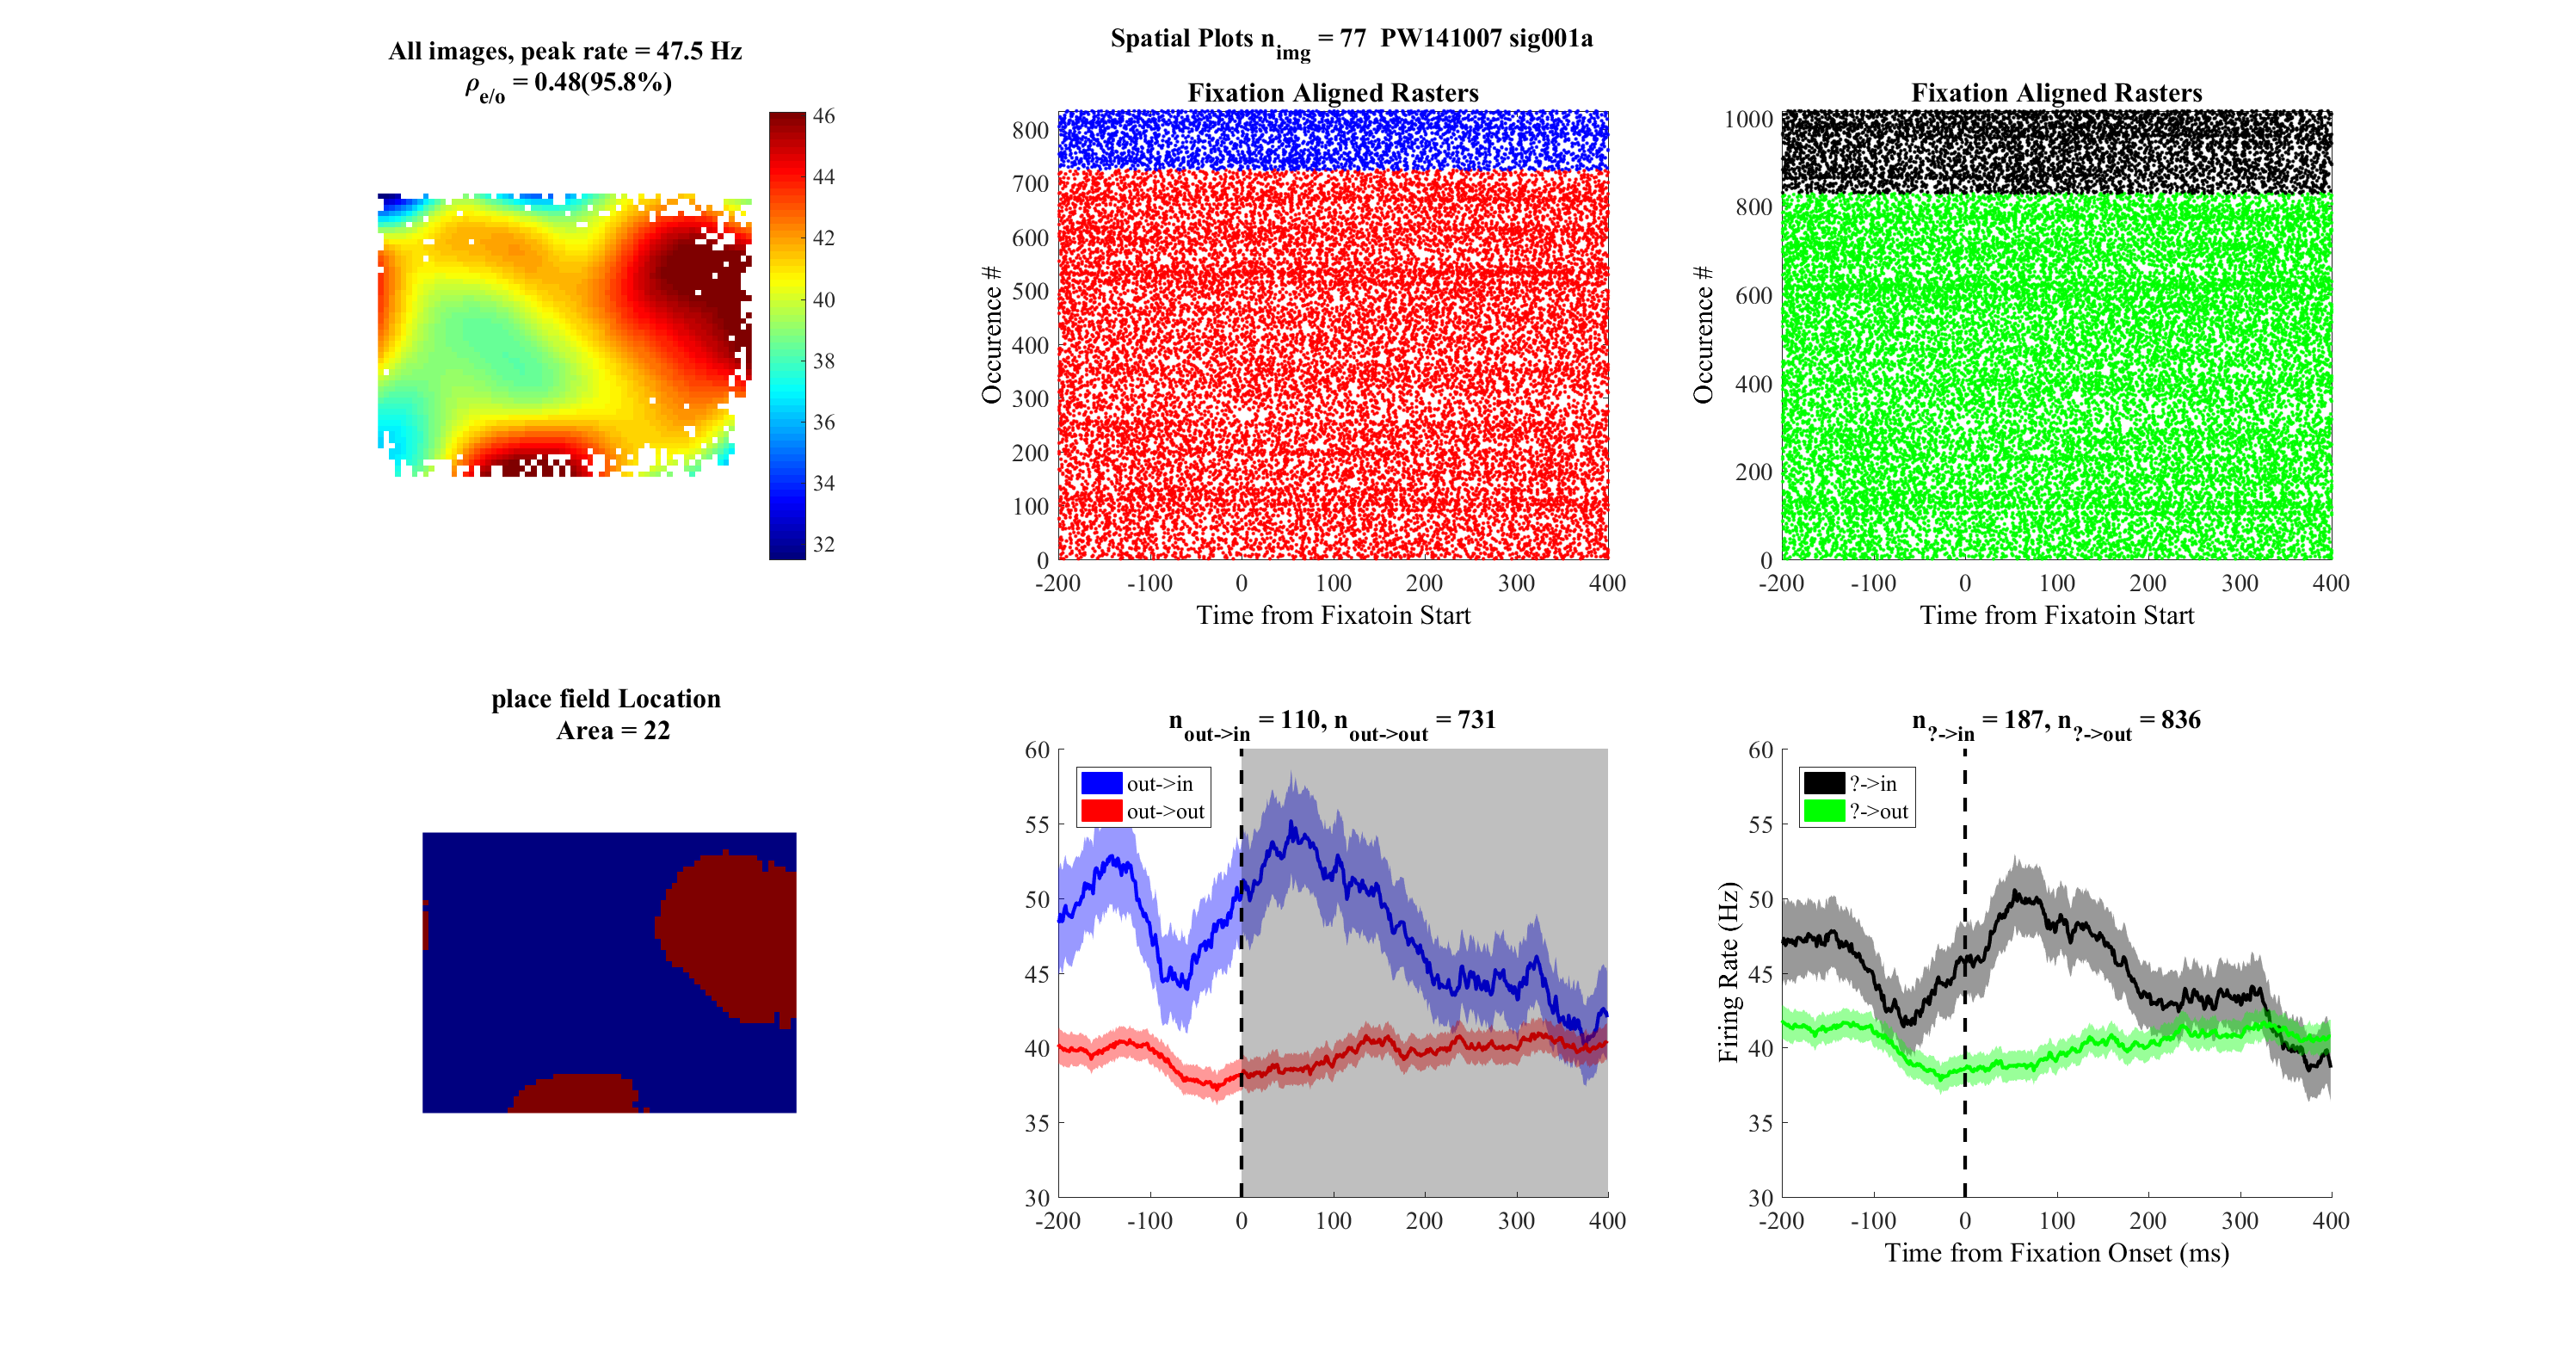 Spatial Plots n_img = 77  PW141007 sig001a
All images, peak rate = 47.5 Hz
ρ_e/o = 0.48(95.8%)
46
44
42
40
38
36
34
32
Fixation Aligned Rasters
Occurence #
800
700
600
500
400
300
200
100
0
-200 -100 0 100 200 300 400
Time from Fixatoin Start
Fixation Aligned Rasters
Occurence #
1000
800
600
400
200
0
-200 -100 0 100 200 300 400
Time from Fixatoin Start
place field Location
Area = 22
n_out->in = 110, n_out->out = 731
60
55
50
45
40
35
30
out->in
out->out
-200 -100 0 100 200 300 400
n_?->in = 187, n_?->out = 836
Firing Rate (Hz)
60
55
50
45
40
35
30
?->in
?->out
-200 -100 0 100 200 300 400
Time from Fixation Onset (ms)